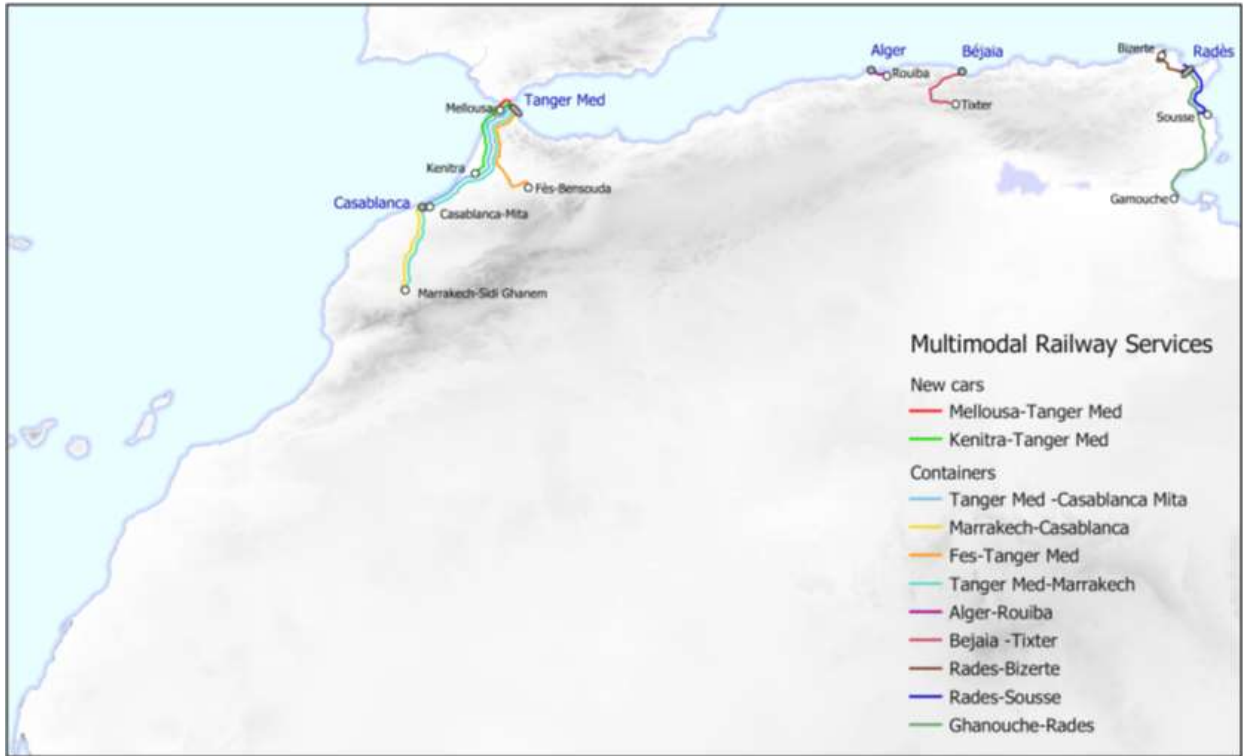 Alger
Béjaia
Bizerte
Radès
Rouiba
Tixter
Mellousa
Tanger Med
Sousse
Kenitra
Fès-Bensouda
Gamouche
Casablanca
Casablanca-Mita
Marrakech-Sidi Ghanem
Multimodal Railway Services
New cars
Mellousa-Tanger Med
Kenitra-Tanger Med
Containers
Tanger Med -Casablanca Mita
Marrakech-Casablanca
Fes-Tanger Med
Tanger Med-Marrakech
Alger-Rouiba
Bejaia -Tixter
Rades-Bizerte
Rades-Sousse
Ghanouche-Rades